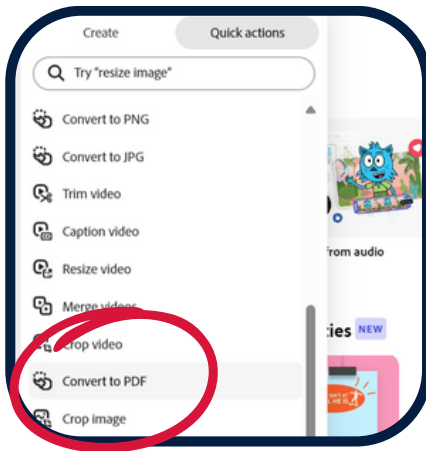 Create
Quick actions
Try "resize image"
Convert to PNG
Convert to JPG
Trim video
Caption video
from audio
Resize video
Merge videos
ties NEW
Crop video
Convert to PDF
Crop image